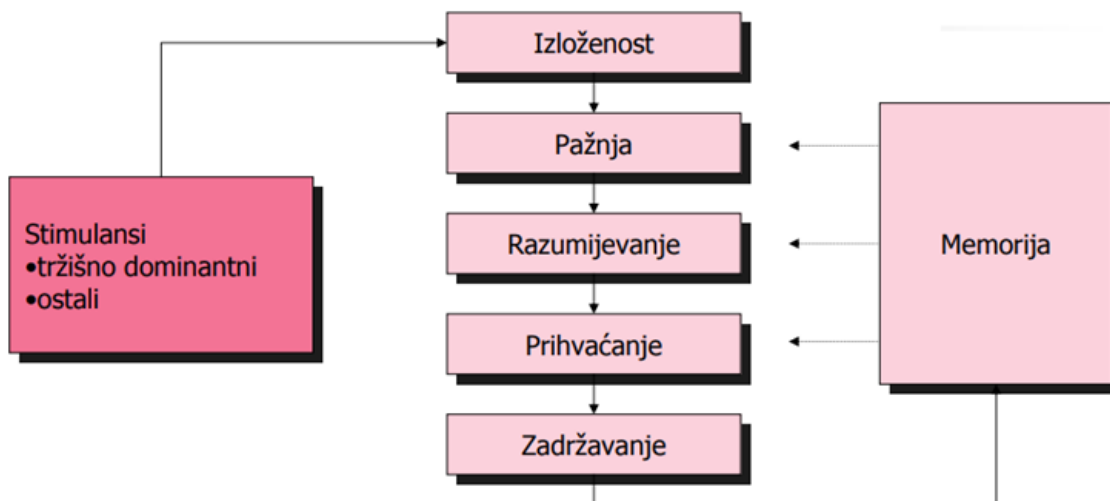 Izloženost
Pažnja
Razumijevanje
Prihvaćanje
Zadržavanje
Stimulansi
•tržišno dominantni
•ostali
Memorija